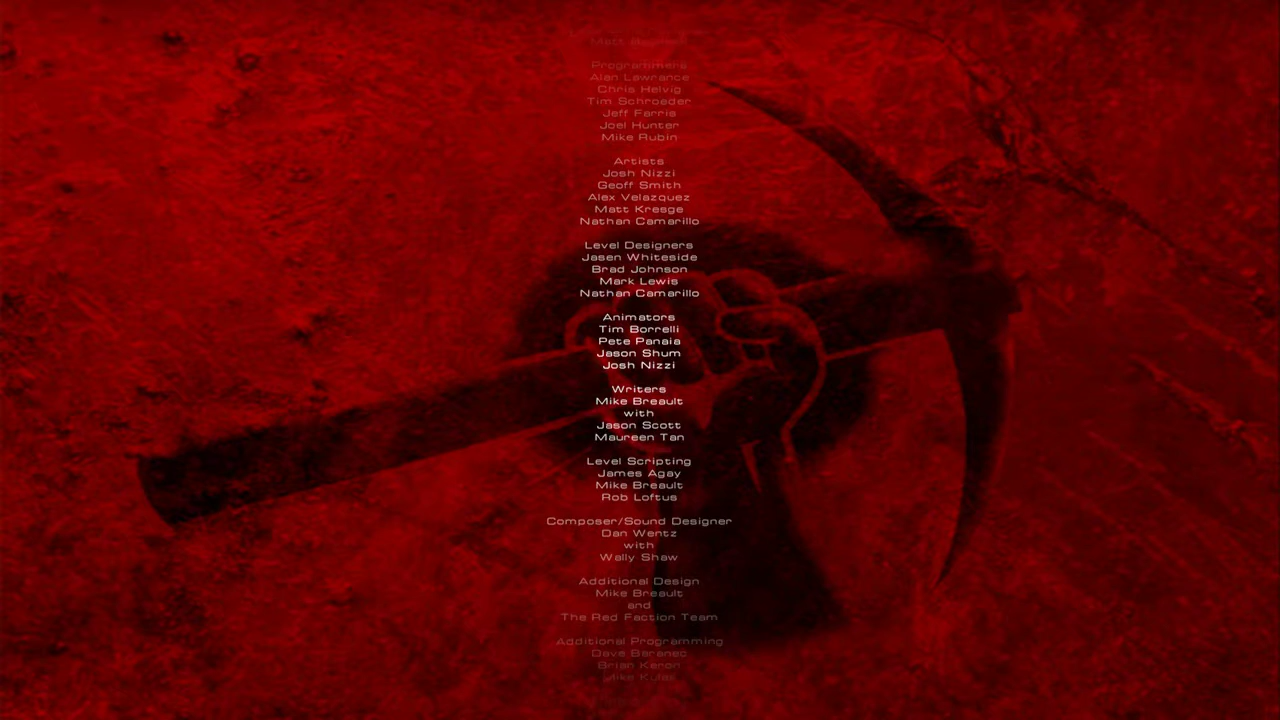 Programmers
Alan Lawrance
Chris Helvig
Tim Schroeder
Jeff Farris
Joel Hunter
Mike Rubin
Artists
Josh Nizzi
Geoff Smith
Alex Velazquez
Matt Kresge
Nathan Camarillo
Level Designers
Jasen Whiteside
Brad Johnson
Mark Lewis
Nathan Camarillo
Animators
Tim Borrelli
Pete Panaia
Jason Shum
Josh Nizzi
Writers
Mike Breault
with
Jason Scott
Maureen Tan
Level Scripting
James Agay
Mike Breault
Rob Loftus
Composer/Sound Designer
Dan Wentz
with
Wally Shaw
Additional Design
Mike Breault
and
The Red Faction Team
Additional Programming
Dave Baranec
Brian Keron
Mike Kulas